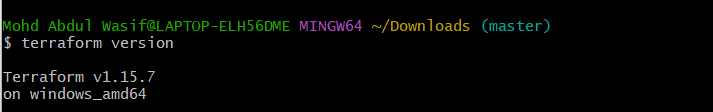 Mohd Abdul Wasif@LAPTOP-ELH56DME MINGW64 ~/Downloads (master)
$ terraform version
Terraform v1.15.7
on windows_amd64